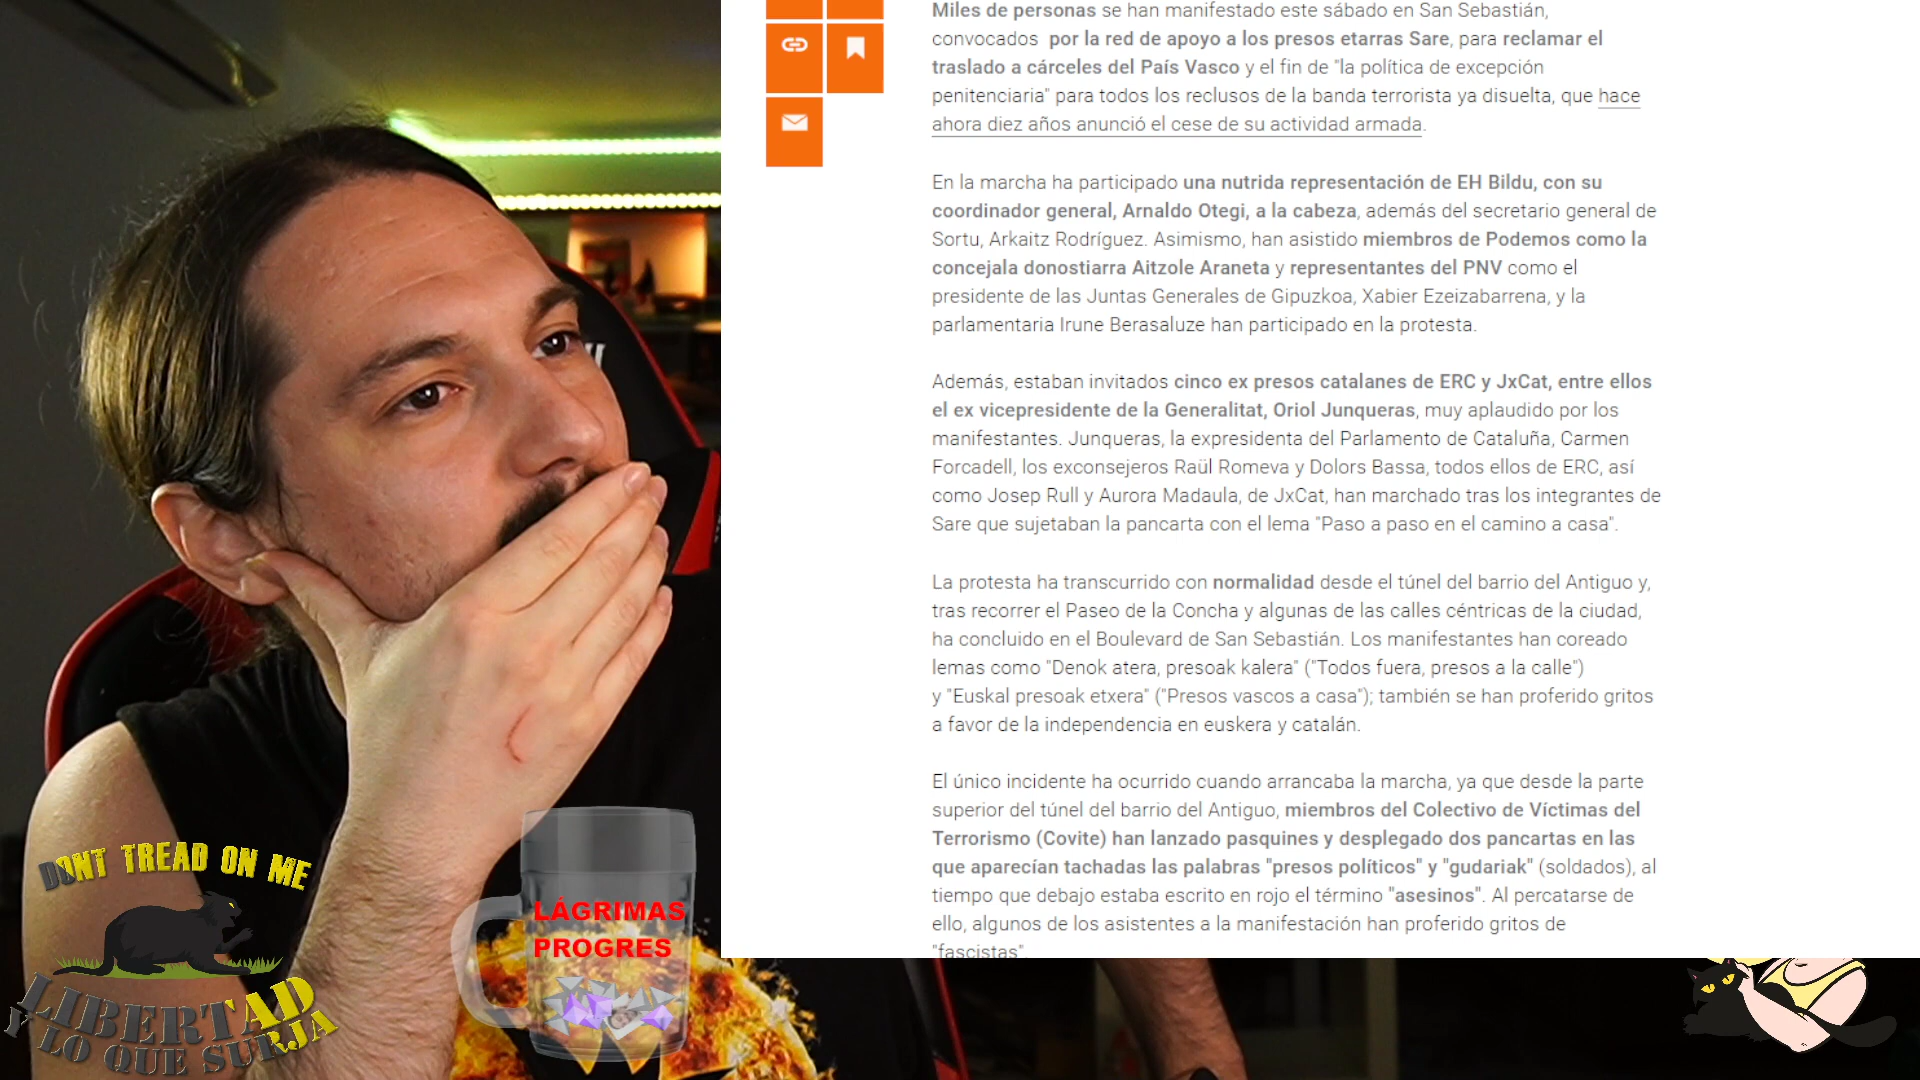 Miles de personas se han manifestado este sábado en San Sebastián,
convocados por la red de apoyo a los presos etarras Sare, para reclamar el
traslado a cárceles del País Vasco y el fin de "la política de excepción
penitenciaria" para todos los reclusos de la banda terrorista ya disuelta, que hace
ahora diez años anunció el cese de su actividad armada.
En la marcha ha participado una nutrida representación de EH Bildu, con su
coordinador general, Arnaldo Otegi, a la cabeza, además del secretario general de
Sortu, Arkaitz Rodríguez. Asimismo, han asistido miembros de Podemos como la
concejala donostiarra Aitzole Araneta y representantes del PNV como el
presidente de las Juntas Generales de Gipuzkoa, Xabier Ezeizabarrena, y la
parlamentaria Irune Berasaluze han participado en la protesta.
Además, estaban invitados cinco ex presos catalanes de ERC y JxCat, entre ellos
el ex vicepresidente de la Generalitat, Oriol Junqueras, muy aplaudido por los
manifestantes. Junqueras, la expresidenta del Parlamento de Cataluña, Carmen
Forcadell, los exconsejeros Raül Romeva y Dolors Bassa, todos ellos de ERC, así
como Josep Rull y Aurora Madaula, de JxCat, han marchado tras los integrantes de
Sare que sujetaban la pancarta con el lema "Paso a paso en el camino a casa".
La protesta ha transcurrido con normalidad desde el túnel del barrio del Antiguo y,
tras recorrer el Paseo de la Concha y algunas de las calles céntricas de la ciudad,
ha concluido en el Boulevard de San Sebastián. Los manifestantes han coreado
lemas como "Denok atera, presoak kalera" ("Todos fuera, presos a la calle")
y "Euskal presoak etxera" ("Presos vascos a casa"); también se han proferido gritos
a favor de la independencia en euskera y catalán.
El único incidente ha ocurrido cuando arrancaba la marcha, ya que desde la parte
superior del túnel del barrio del Antiguo, miembros del Colectivo de Víctimas del
Terrorismo (Covite) han lanzado pasquines y desplegado dos pancartas en las
que aparecían tachadas las palabras "presos políticos" y "gudariak" (soldados), al
tiempo que debajo estaba escrito en rojo el término "asesinos". Al percatarse de
ello, algunos de los asistentes a la manifestación han proferido gritos de
"fascistas".
DONT TREAD ON ME
LIBERTAD
Y LO QUE SURJA
LÁGRIMAS
PROGRES